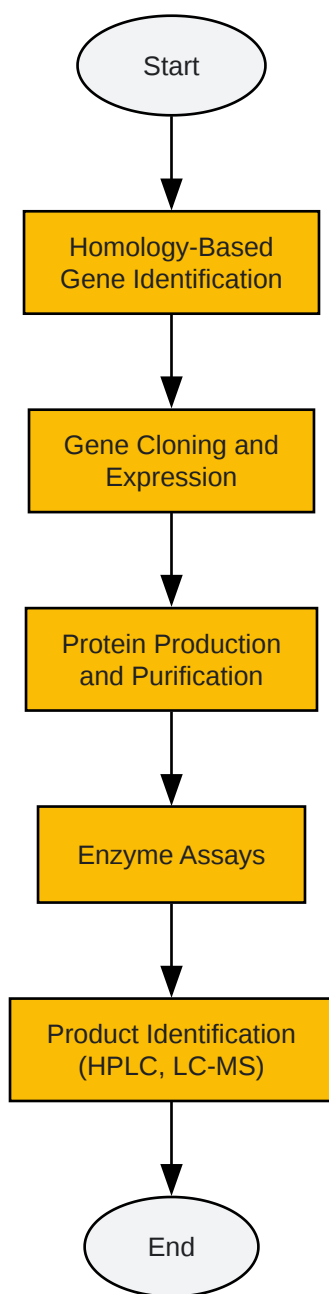 Start
Homology-Based
Gene Identification
Gene Cloning and
Expression
Protein Production
and Purification
Enzyme Assays
Product Identification
(HPLC, LC-MS)
End